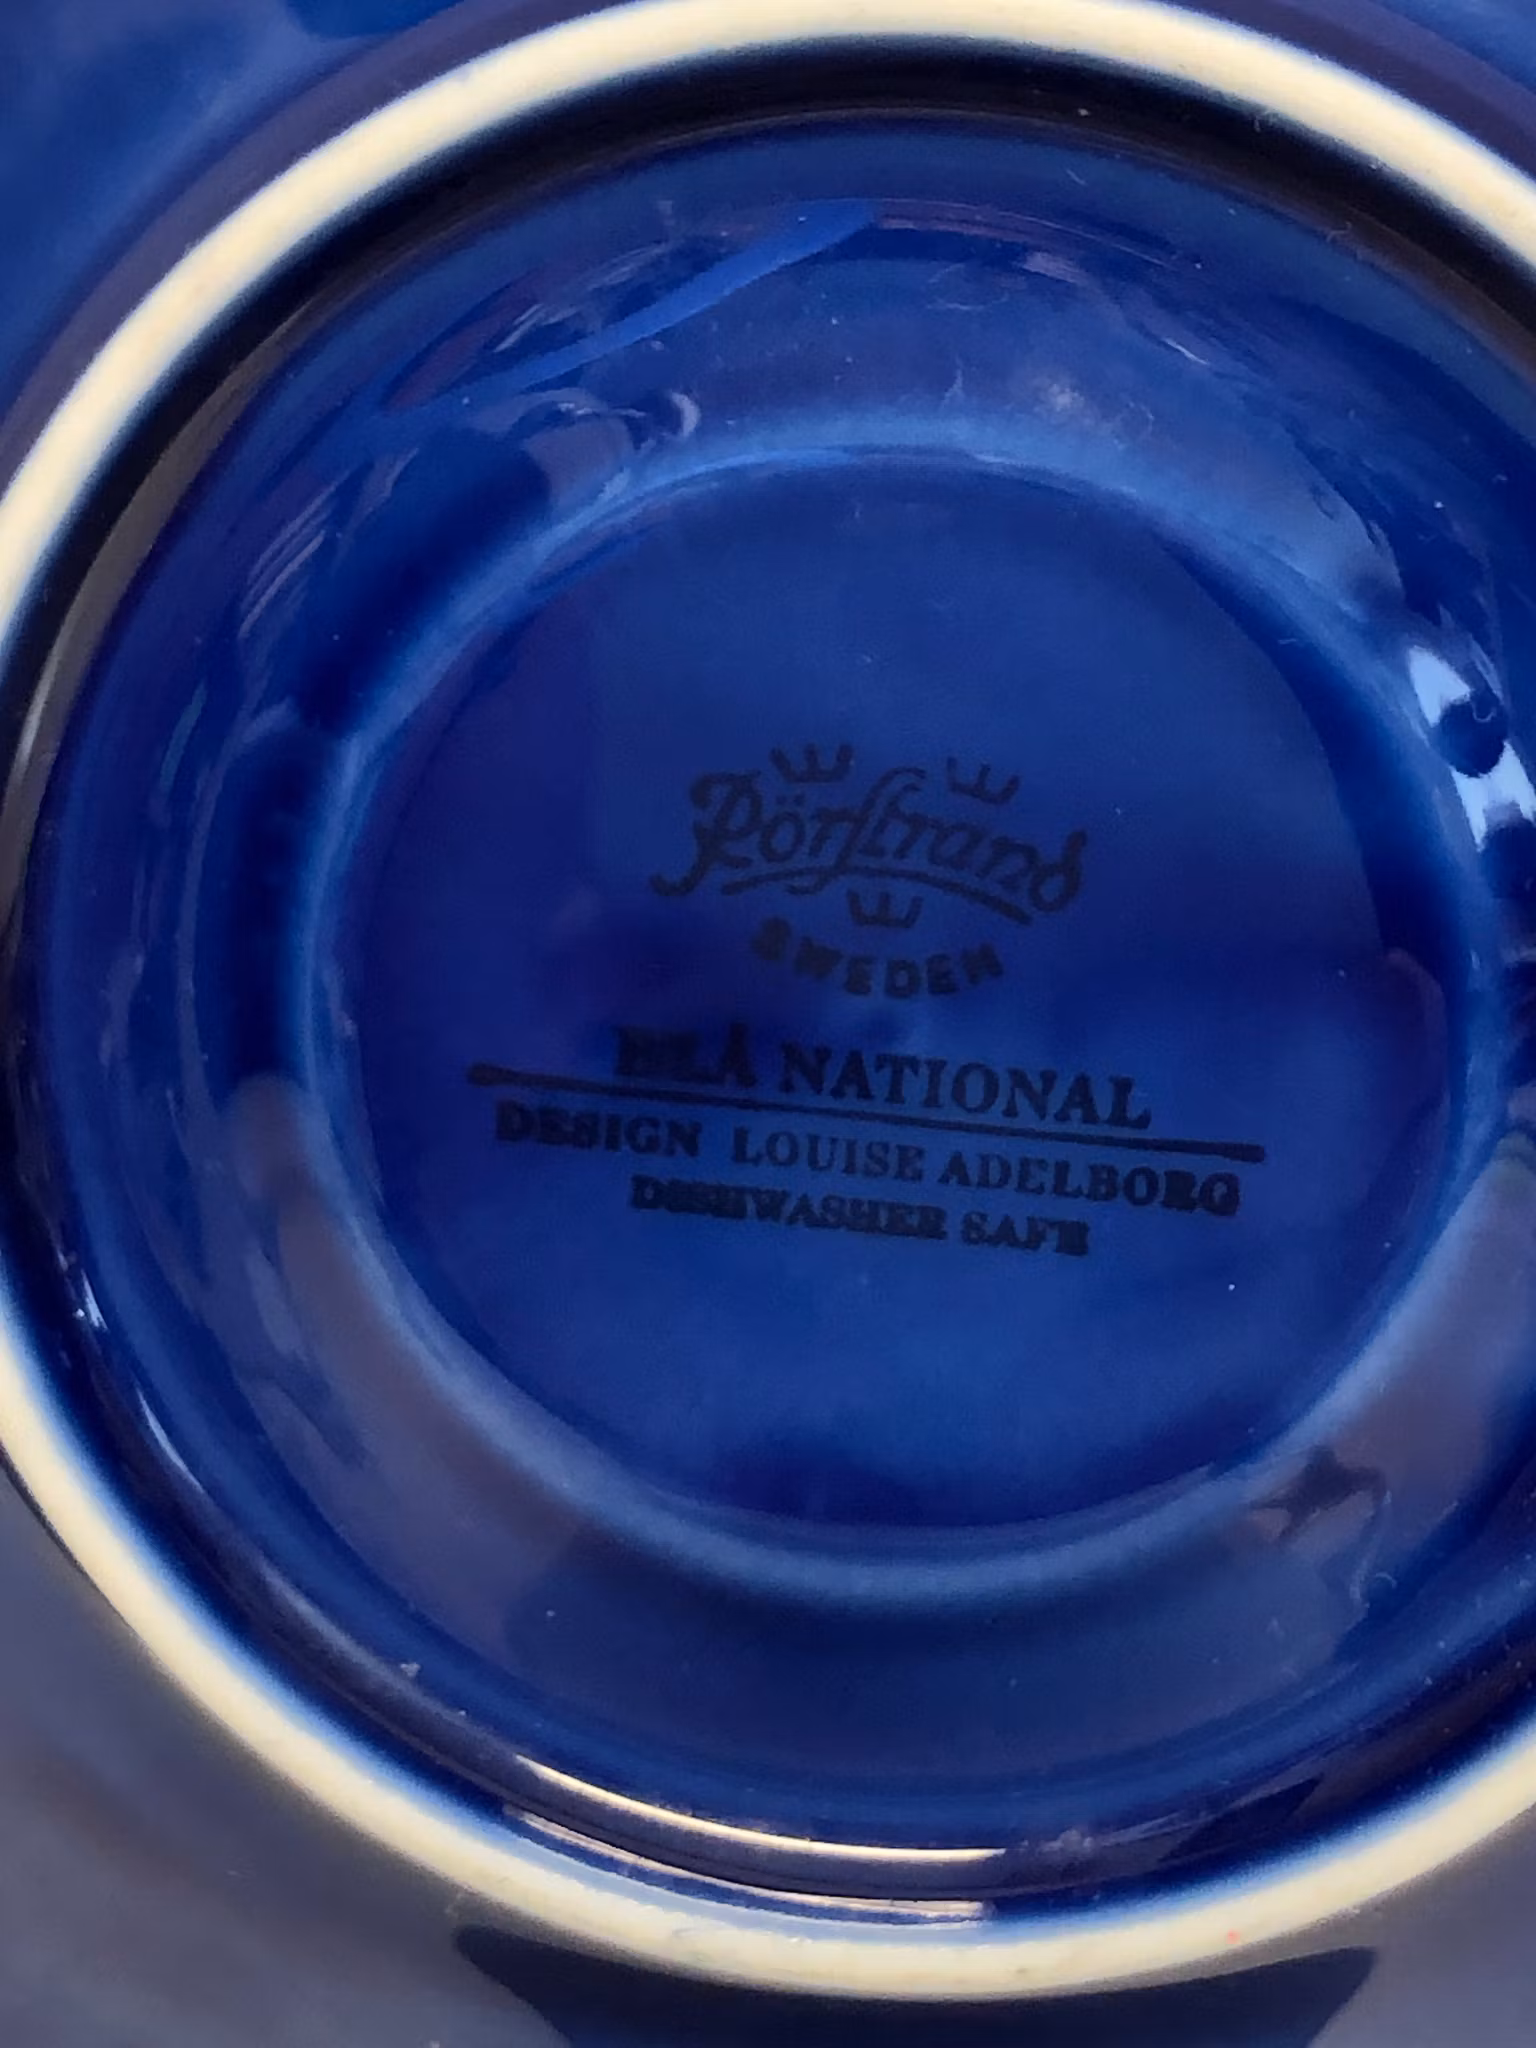 Rörstrand
SWEDEN
BLÅ NATIONAL
DESIGN LOUISE ADELBORG
DISHWASHER SAFE